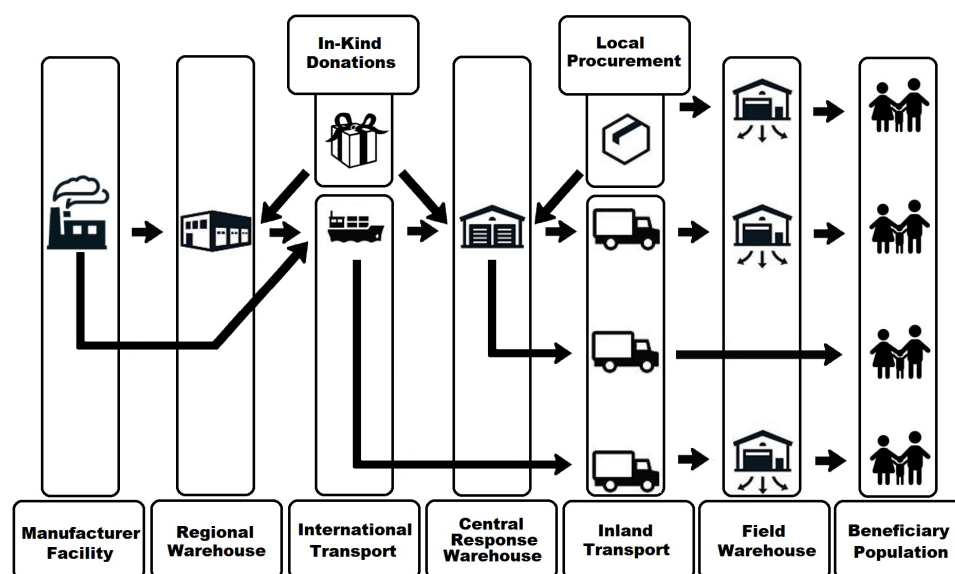 In-Kind
Donations
Local
Procurement
Manufacturer
Facility
Regional
Warehouse
International
Transport
Central
Response
Warehouse
Inland
Transport
Field
Warehouse
Beneficiary
Population